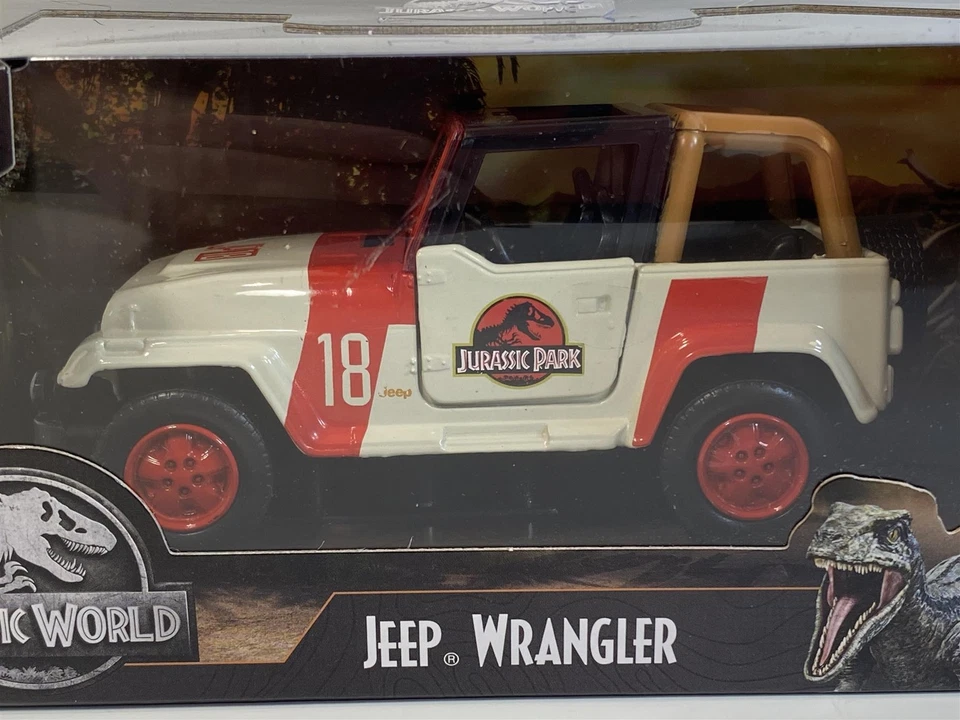 18
Jeep
JURASSIC PARK
IC WORLD
JEEP® WRANGLER